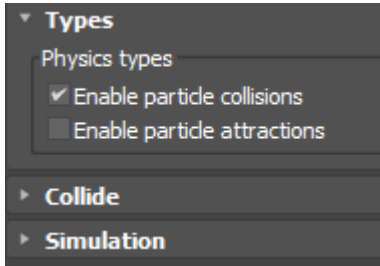 Types
Physics types
Enable particle collisions
Enable particle attractions
Collide
Simulation